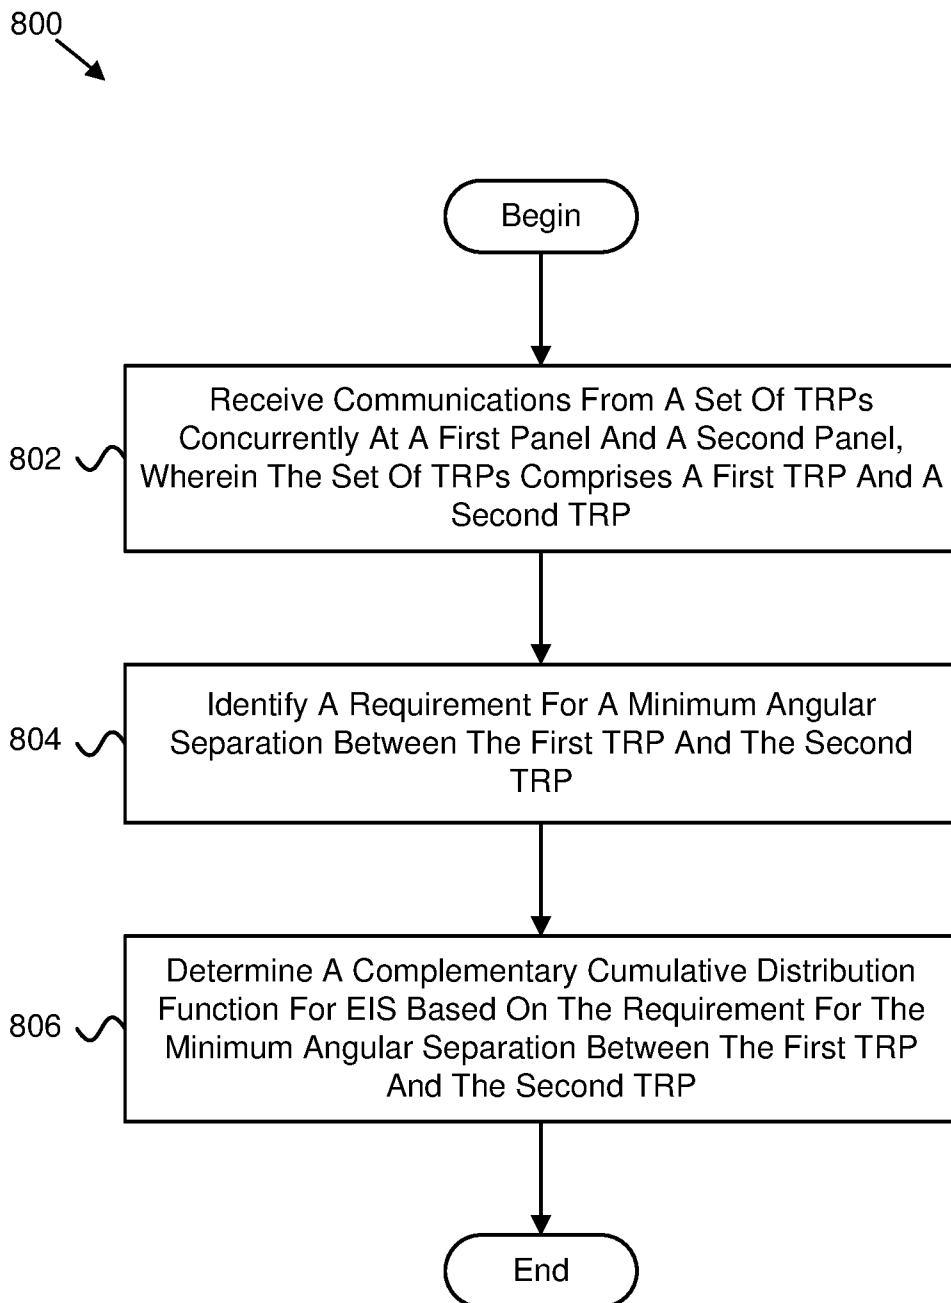 800
Begin
802
Receive Communications From A Set Of TRPs
Concurrently At A First Panel And A Second Panel,
Wherein The Set Of TRPs Comprises A First TRP And A
Second TRP
804
Identify A Requirement For A Minimum Angular
Separation Between The First TRP And The Second
TRP
806
Determine A Complementary Cumulative Distribution
Function For EIS Based On The Requirement For The
Minimum Angular Separation Between The First TRP
And The Second TRP
End